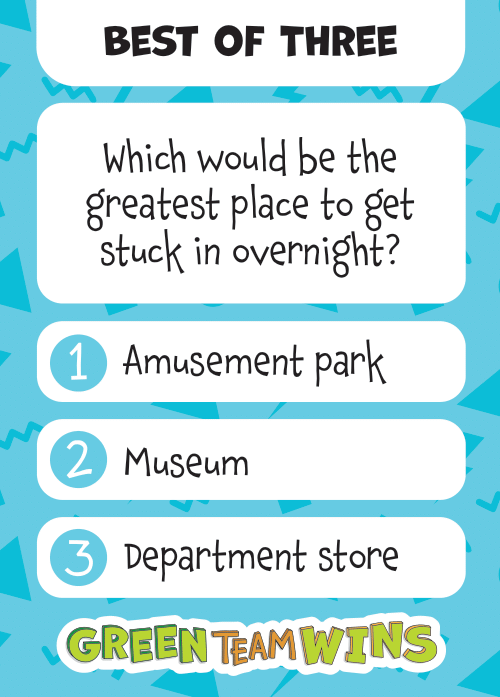 BEST OF THREE
Which would be the
greatest place to get
stuck in overnight?
1 Amusement park
2 Museum
3 Department store
GREEN TEAM WINS